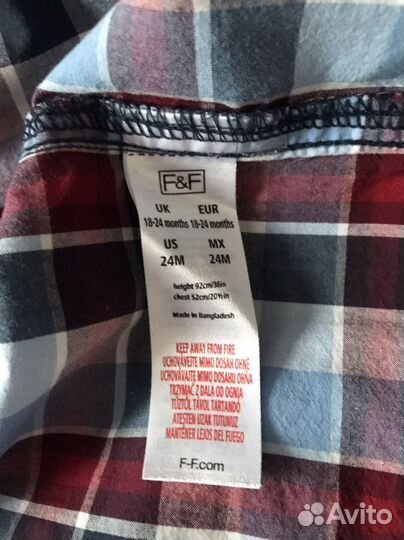 F&F
UK EUR
18-24 months 18-24 months
US MX
24M 24M
height 92cm/36in
chest 52cm/20½in
Made in Bangladesh
KEEP AWAY FROM FIRE
UCHOVÁVEJTE MIMO DOSAH OHNĚ
UCHOVÁVAJTE MIMO DOSAHU OHŇA
TRZYMAĆ Z DALA OD OGNIA
TŰZTŐL TÁVOL TARTANDÓ
ATEŞTEN UZAK TUTUNUZ
MANTÉNER LEJOS DEL FUEGO
F-F.com
Avito